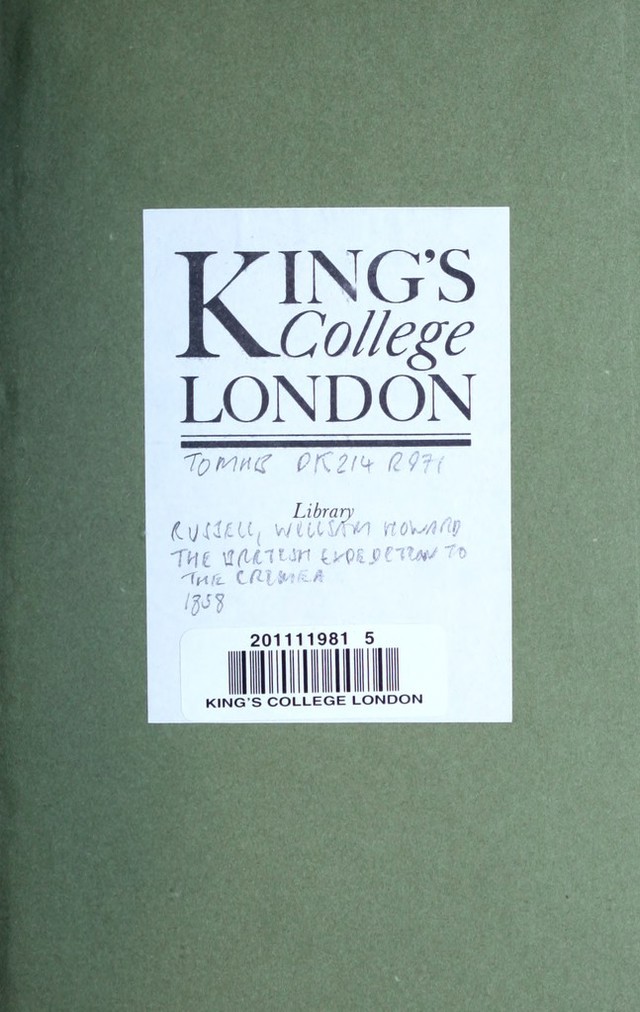 KING'S
College
LONDON
TOMHB DK214 R971
Library
RUSSELL, WILLIAM HOWARD
THE BRITISH EXPEDITION TO
THE CRIMEA
1858
201111981 5
KING'S COLLEGE LONDON